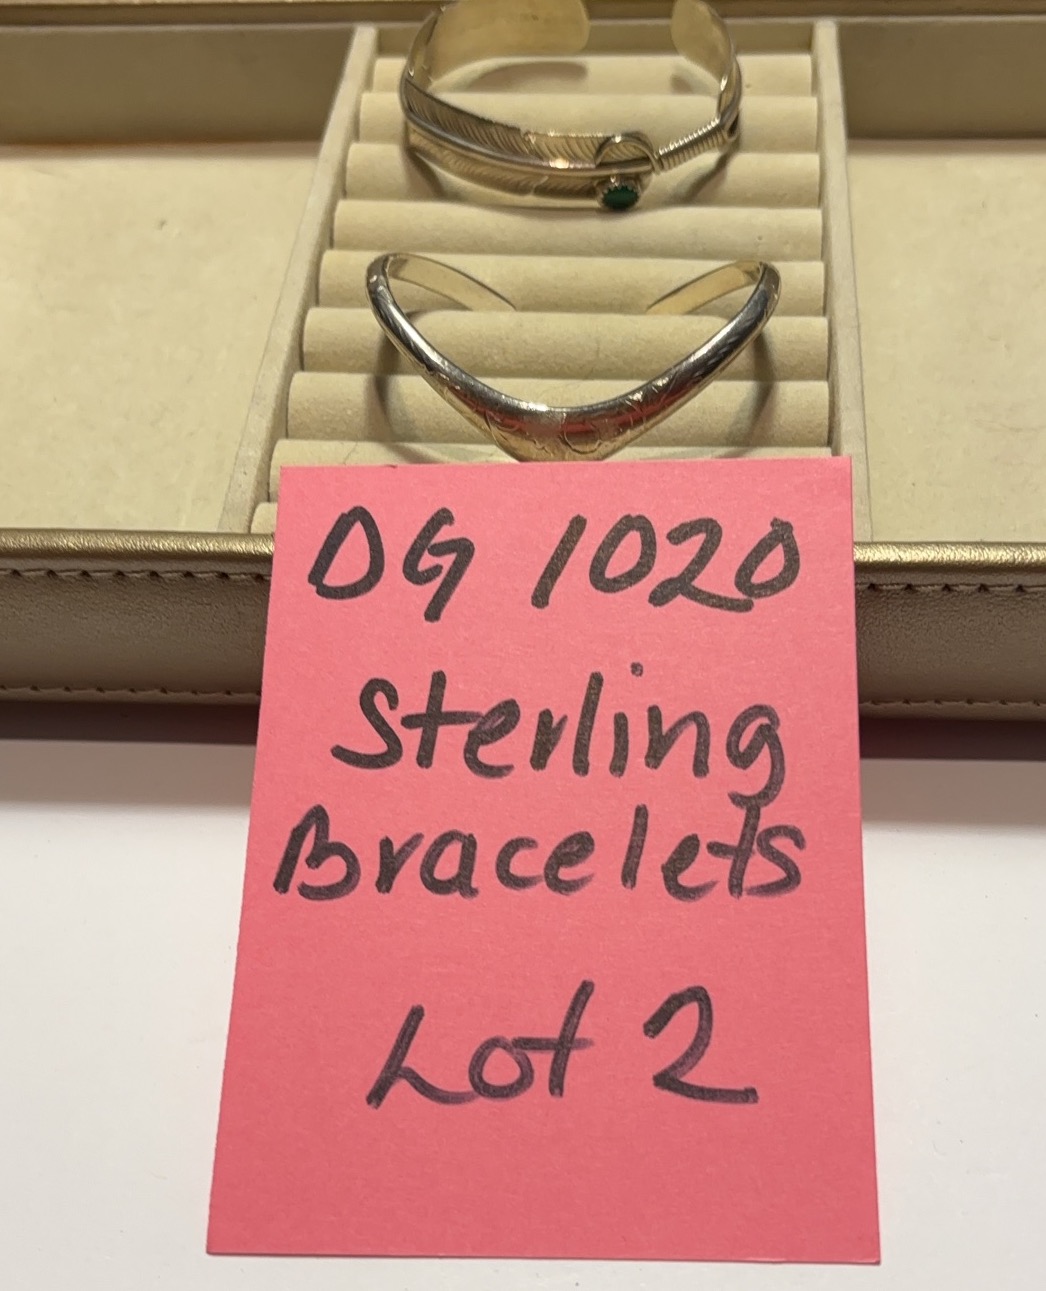 DG 1020
Sterling
Bracelets
Lot 2